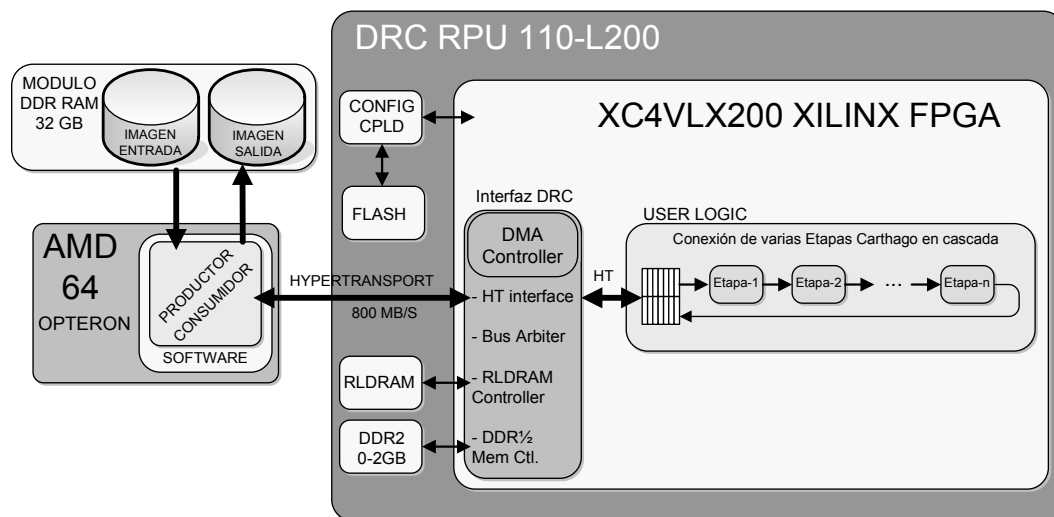 DRC RPU 110-L200
MODULO
DDR RAM
32 GB
IMAGEN
ENTRADA
IMAGEN
SALIDA
CONFIG
CPLD
FLASH
XC4VLX200 XILINX FPGA
AMD
64
OPTERON
PRODUCTOR
CONSUMIDOR
SOFTWARE
HYPERTRANSPORT
800 MB/S
RLDRAM
DDR2
0-2GB
Interfaz DRC
DMA
Controller
- HT interface
- Bus Arbiter
- RLDRAM
Controller
- DDR½
Mem Ctl.
HT
USER LOGIC
Conexión de varias Etapas Carthago en cascada
Etapa-1
Etapa-2
...
Etapa-n